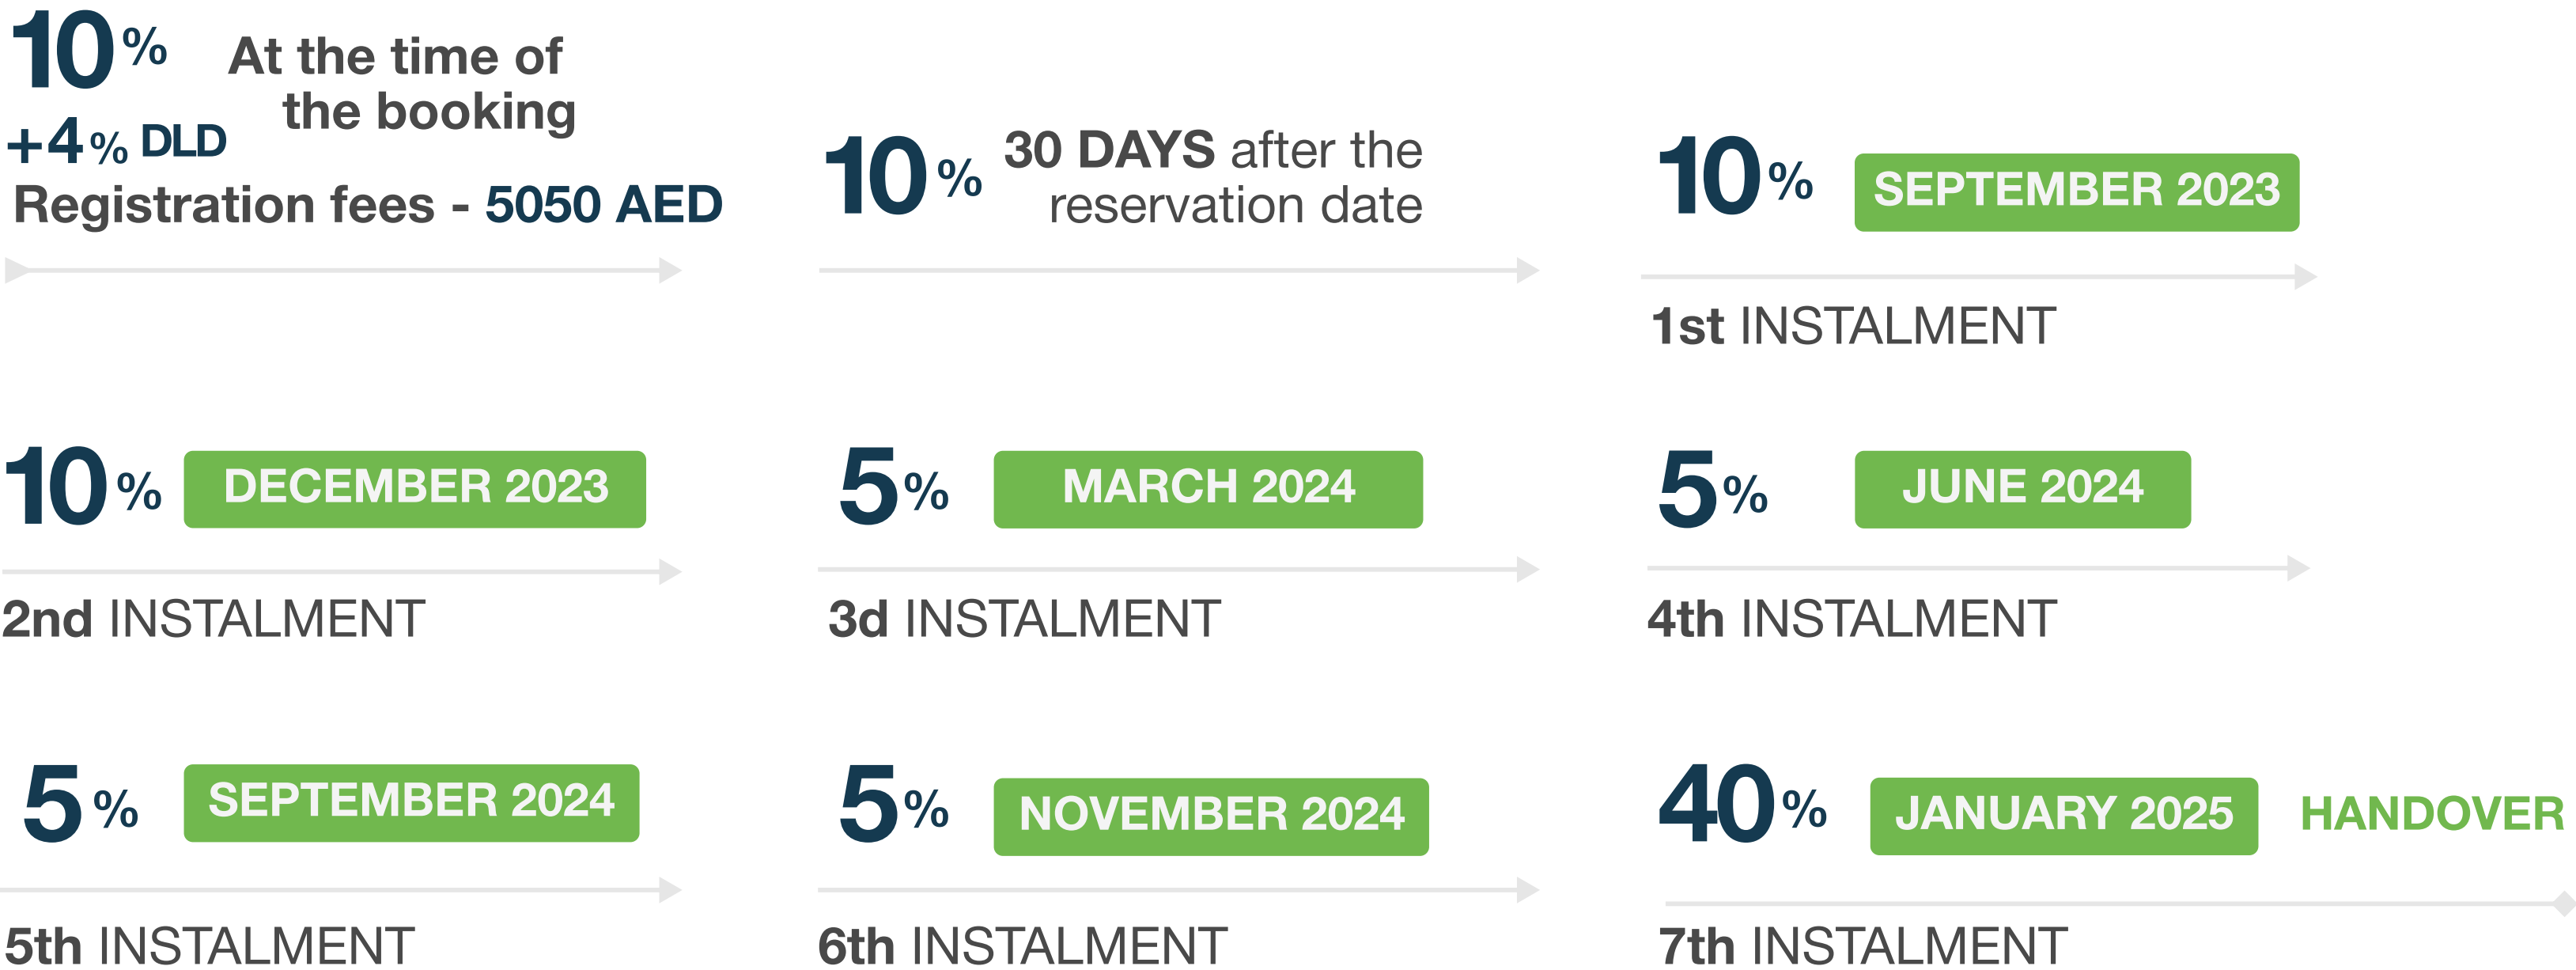 10% At the time of
the booking
+4% DLD
Registration fees - 5050 AED
10% 30 DAYS after the
reservation date
10% SEPTEMBER 2023
1st INSTALMENT
10% DECEMBER 2023
2nd INSTALMENT
5% MARCH 2024
3d INSTALMENT
5% JUNE 2024
4th INSTALMENT
5% SEPTEMBER 2024
5th INSTALMENT
5% NOVEMBER 2024
6th INSTALMENT
40% JANUARY 2025 HANDOVER
7th INSTALMENT